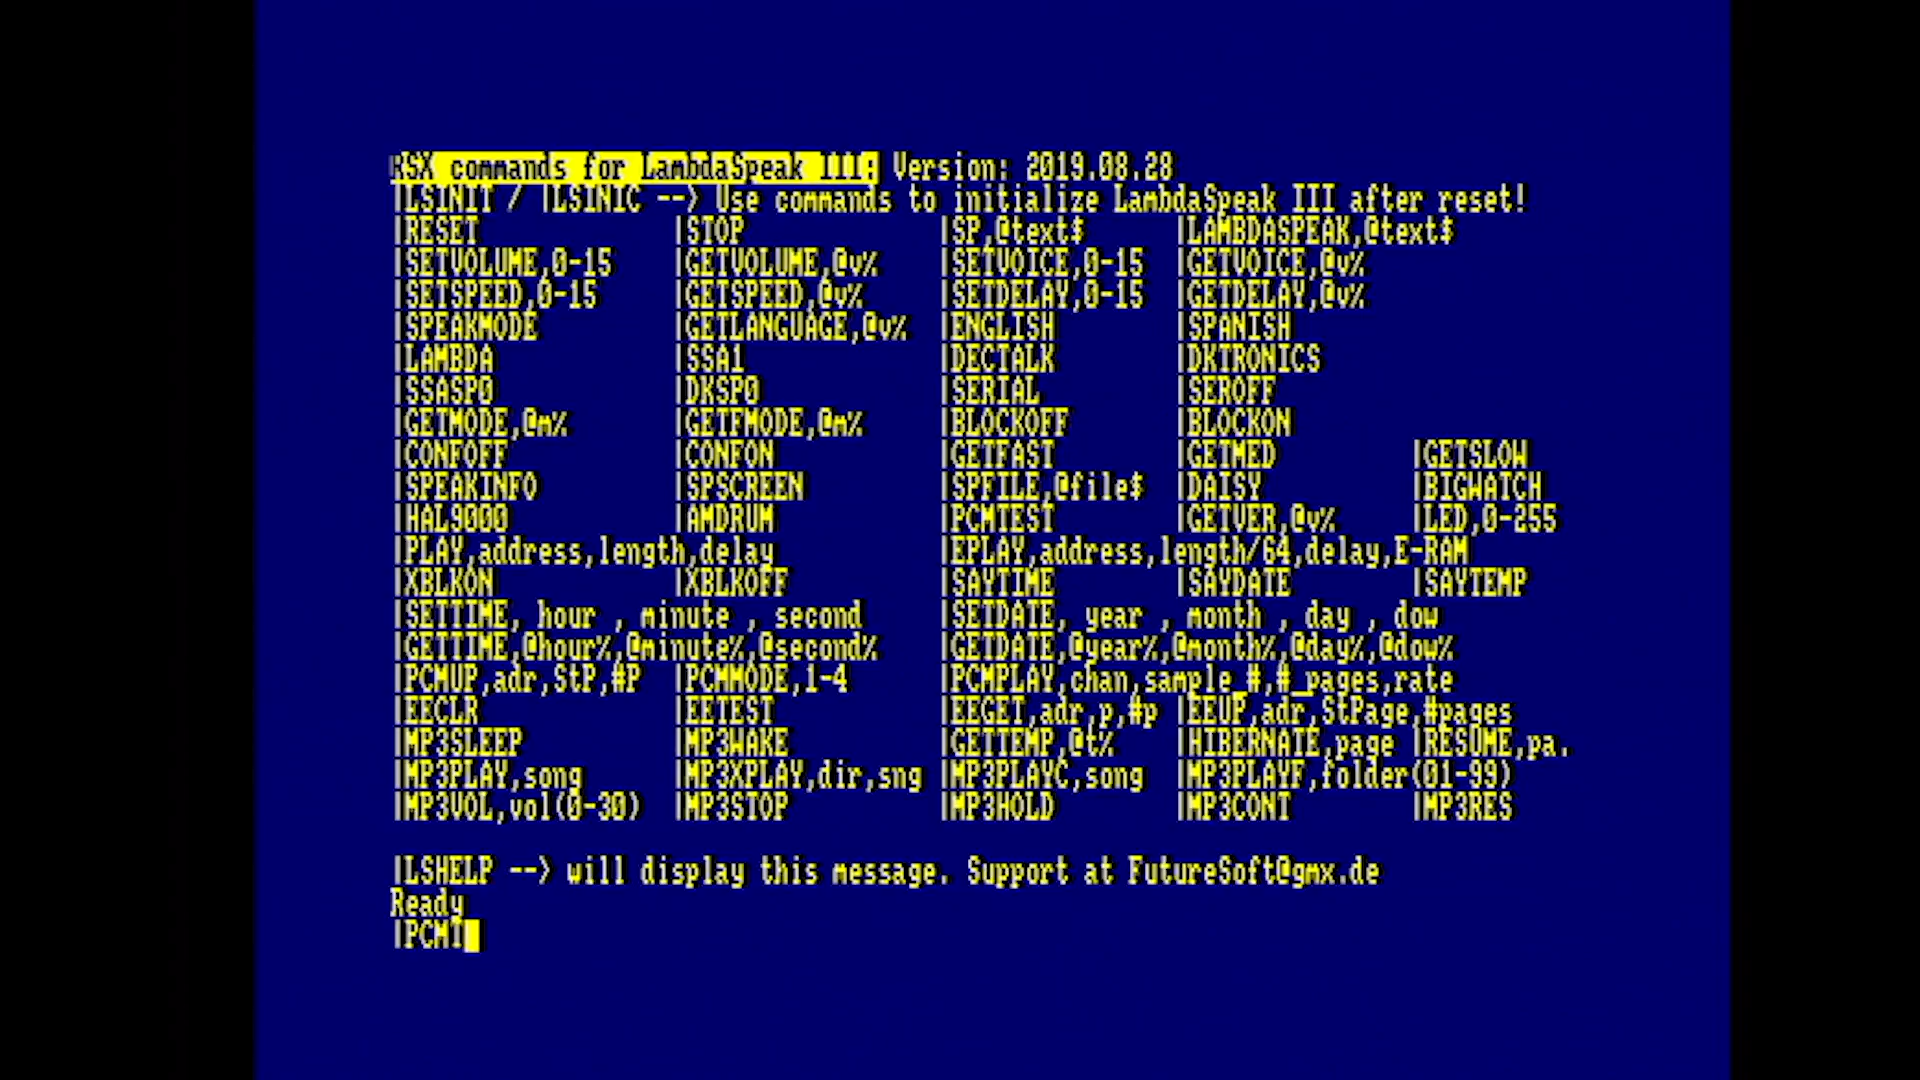 RSX commands for LambdaSpeak III: Version: 2019.08.28
|LSINIT / |LSINIC --> Use commands to initialize LambdaSpeak III after reset!
|RESET |STOP |SP,@text$ |LAMBDASPEAK,@text$
|SETVOLUME,0-15 |GETVOLUME,@v% |SETVOICE,0-15 |GETVOICE,@v%
|SETSPEED,0-15 |GETSPEED,@v% |SETDELAY,0-15 |GETDELAY,@v%
|SPEAKMODE |GETLANGUAGE,@v% |ENGLISH |SPANISH
|LAMBDA |SSA1 |DECTALK |DKTRONICS
|SSASP0 |DKSP0 |SERIAL |SEROFF
|GETMODE,@m% |GETFMODE,@m% |BLOCKOFF |BLOCKON
|CONFOFF |CONFON |GETFAST |GETMED |GETSLOW
|SPEAKINFO |SPSCREEN |SPFILE,@file$ |DAISY |BIGWATCH
|HAL9000 |AMDRUM |PCMTEST |GETVER,@v% |LED,0-255
|PLAY,address,length,delay |EPLAY,address,length/64,delay,E-RAM
|XBLKON |XBLKOFF |SAYTIME |SAYDATE |SAYTEMP
|SETTIME, hour , minute , second |SETDATE, year , month , day , dow
|GETTIME,@hour%,@minute%,@second% |GETDATE,@year%,@month%,@day%,@dow%
|PCMUP,adr,StP,#P |PCMMODE,1-4 |PCMPLAY,chan,sample_#,#_pages,rate
|EECLR |EETEST |EEGET,adr,p,#p |EEUP,adr,StPage,#pages
|MP3SLEEP |MP3WAKE |GETTEMP,@t% |HIBERNATE,page |RESUME,pa.
|MP3PLAY,song |MP3XPLAY,dir,sng |MP3PLAYC,song |MP3PLAYF,folder(01-99)
|MP3VOL,vol(0-30) |MP3STOP |MP3HOLD |MP3CONT |MP3RES
|LSHELP --> will display this message. Support at FutureSoft@gmx.de
Ready
|PCMT